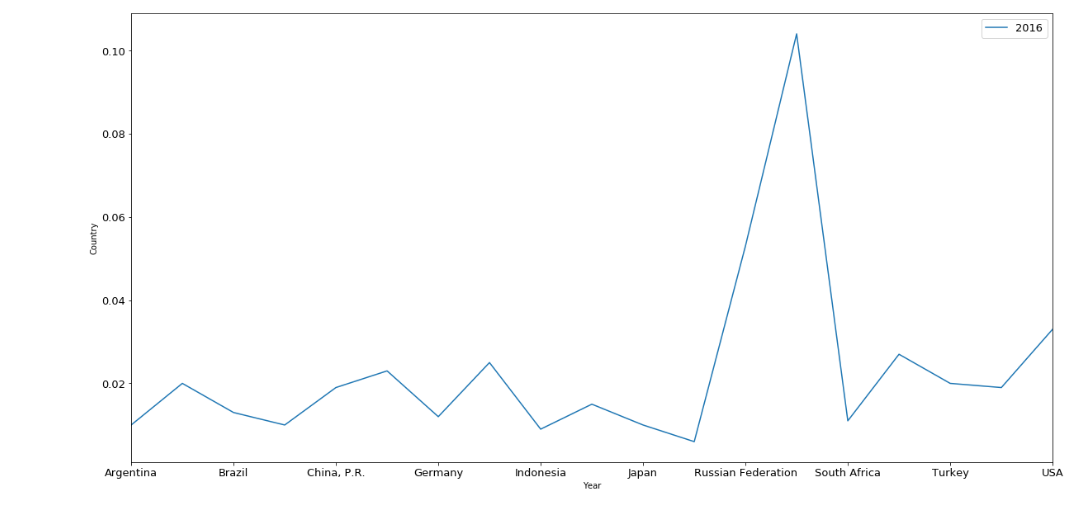 2016
0.10
0.08
0.06
0.04
0.02
Country
Argentina Brazil China, P.R. Germany Indonesia Japan Russian Federation South Africa Turkey USA
Year